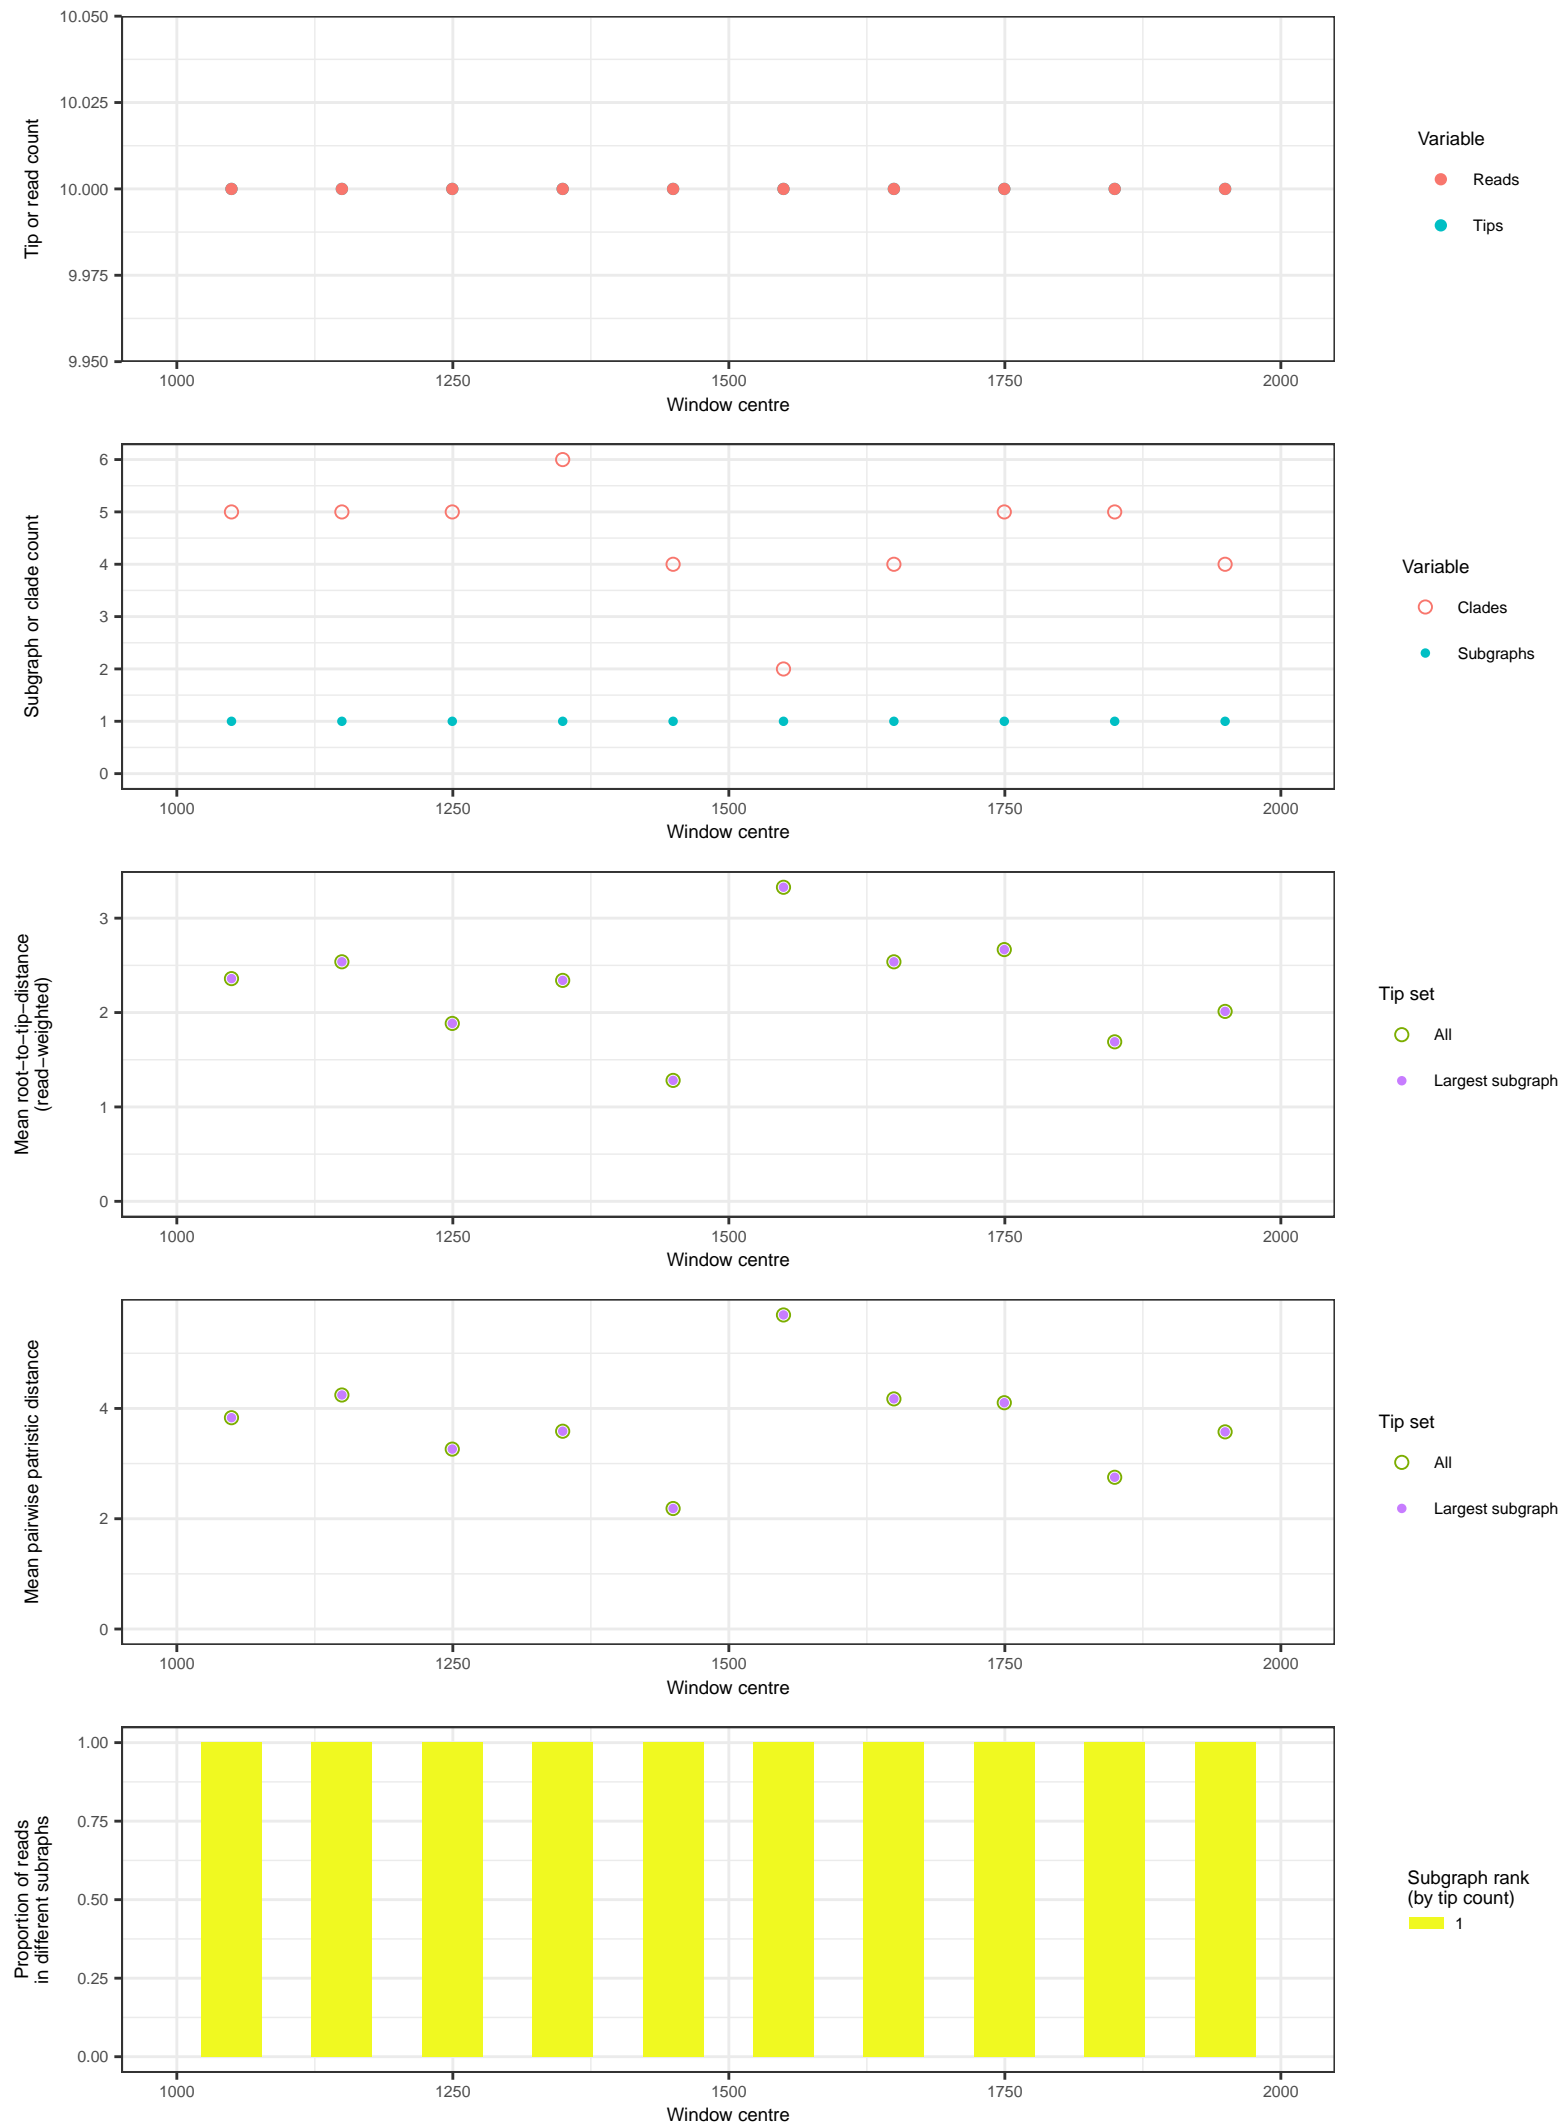 10.050
10.025
10.000
9.975
9.950
Tip or read count
1000 1250 1500 1750 2000
Window centre
Variable
Reads
Tips
6
5
4
3
2
1
0
Subgraph or clade count
1000 1250 1500 1750 2000
Window centre
Variable
Clades
Subgraphs
3
2
1
0
Mean root−to−tip−distance
(read−weighted)
1000 1250 1500 1750 2000
Window centre
Tip set
All
Largest subgraph
4
2
0
Mean pairwise patristic distance
1000 1250 1500 1750 2000
Window centre
Tip set
All
Largest subgraph
1.00
0.75
0.50
0.25
0.00
Proportion of reads
in different subraphs
1000 1250 1500 1750 2000
Window centre
Subgraph rank
(by tip count)
1